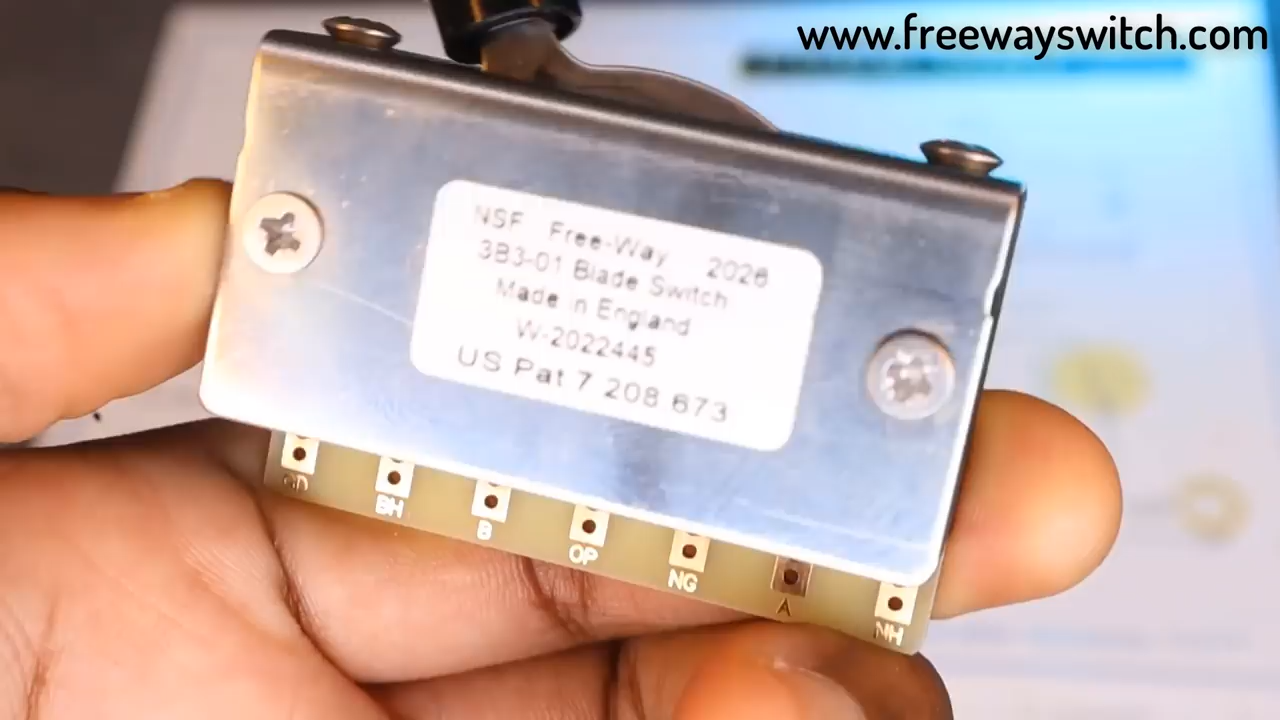 www.freewayswitch.com
NSF Free-Way 2026
3B3-01 Blade Switch
Made in England
W-2022445
US Pat 7 208 673
GD BH B OP NG A NH